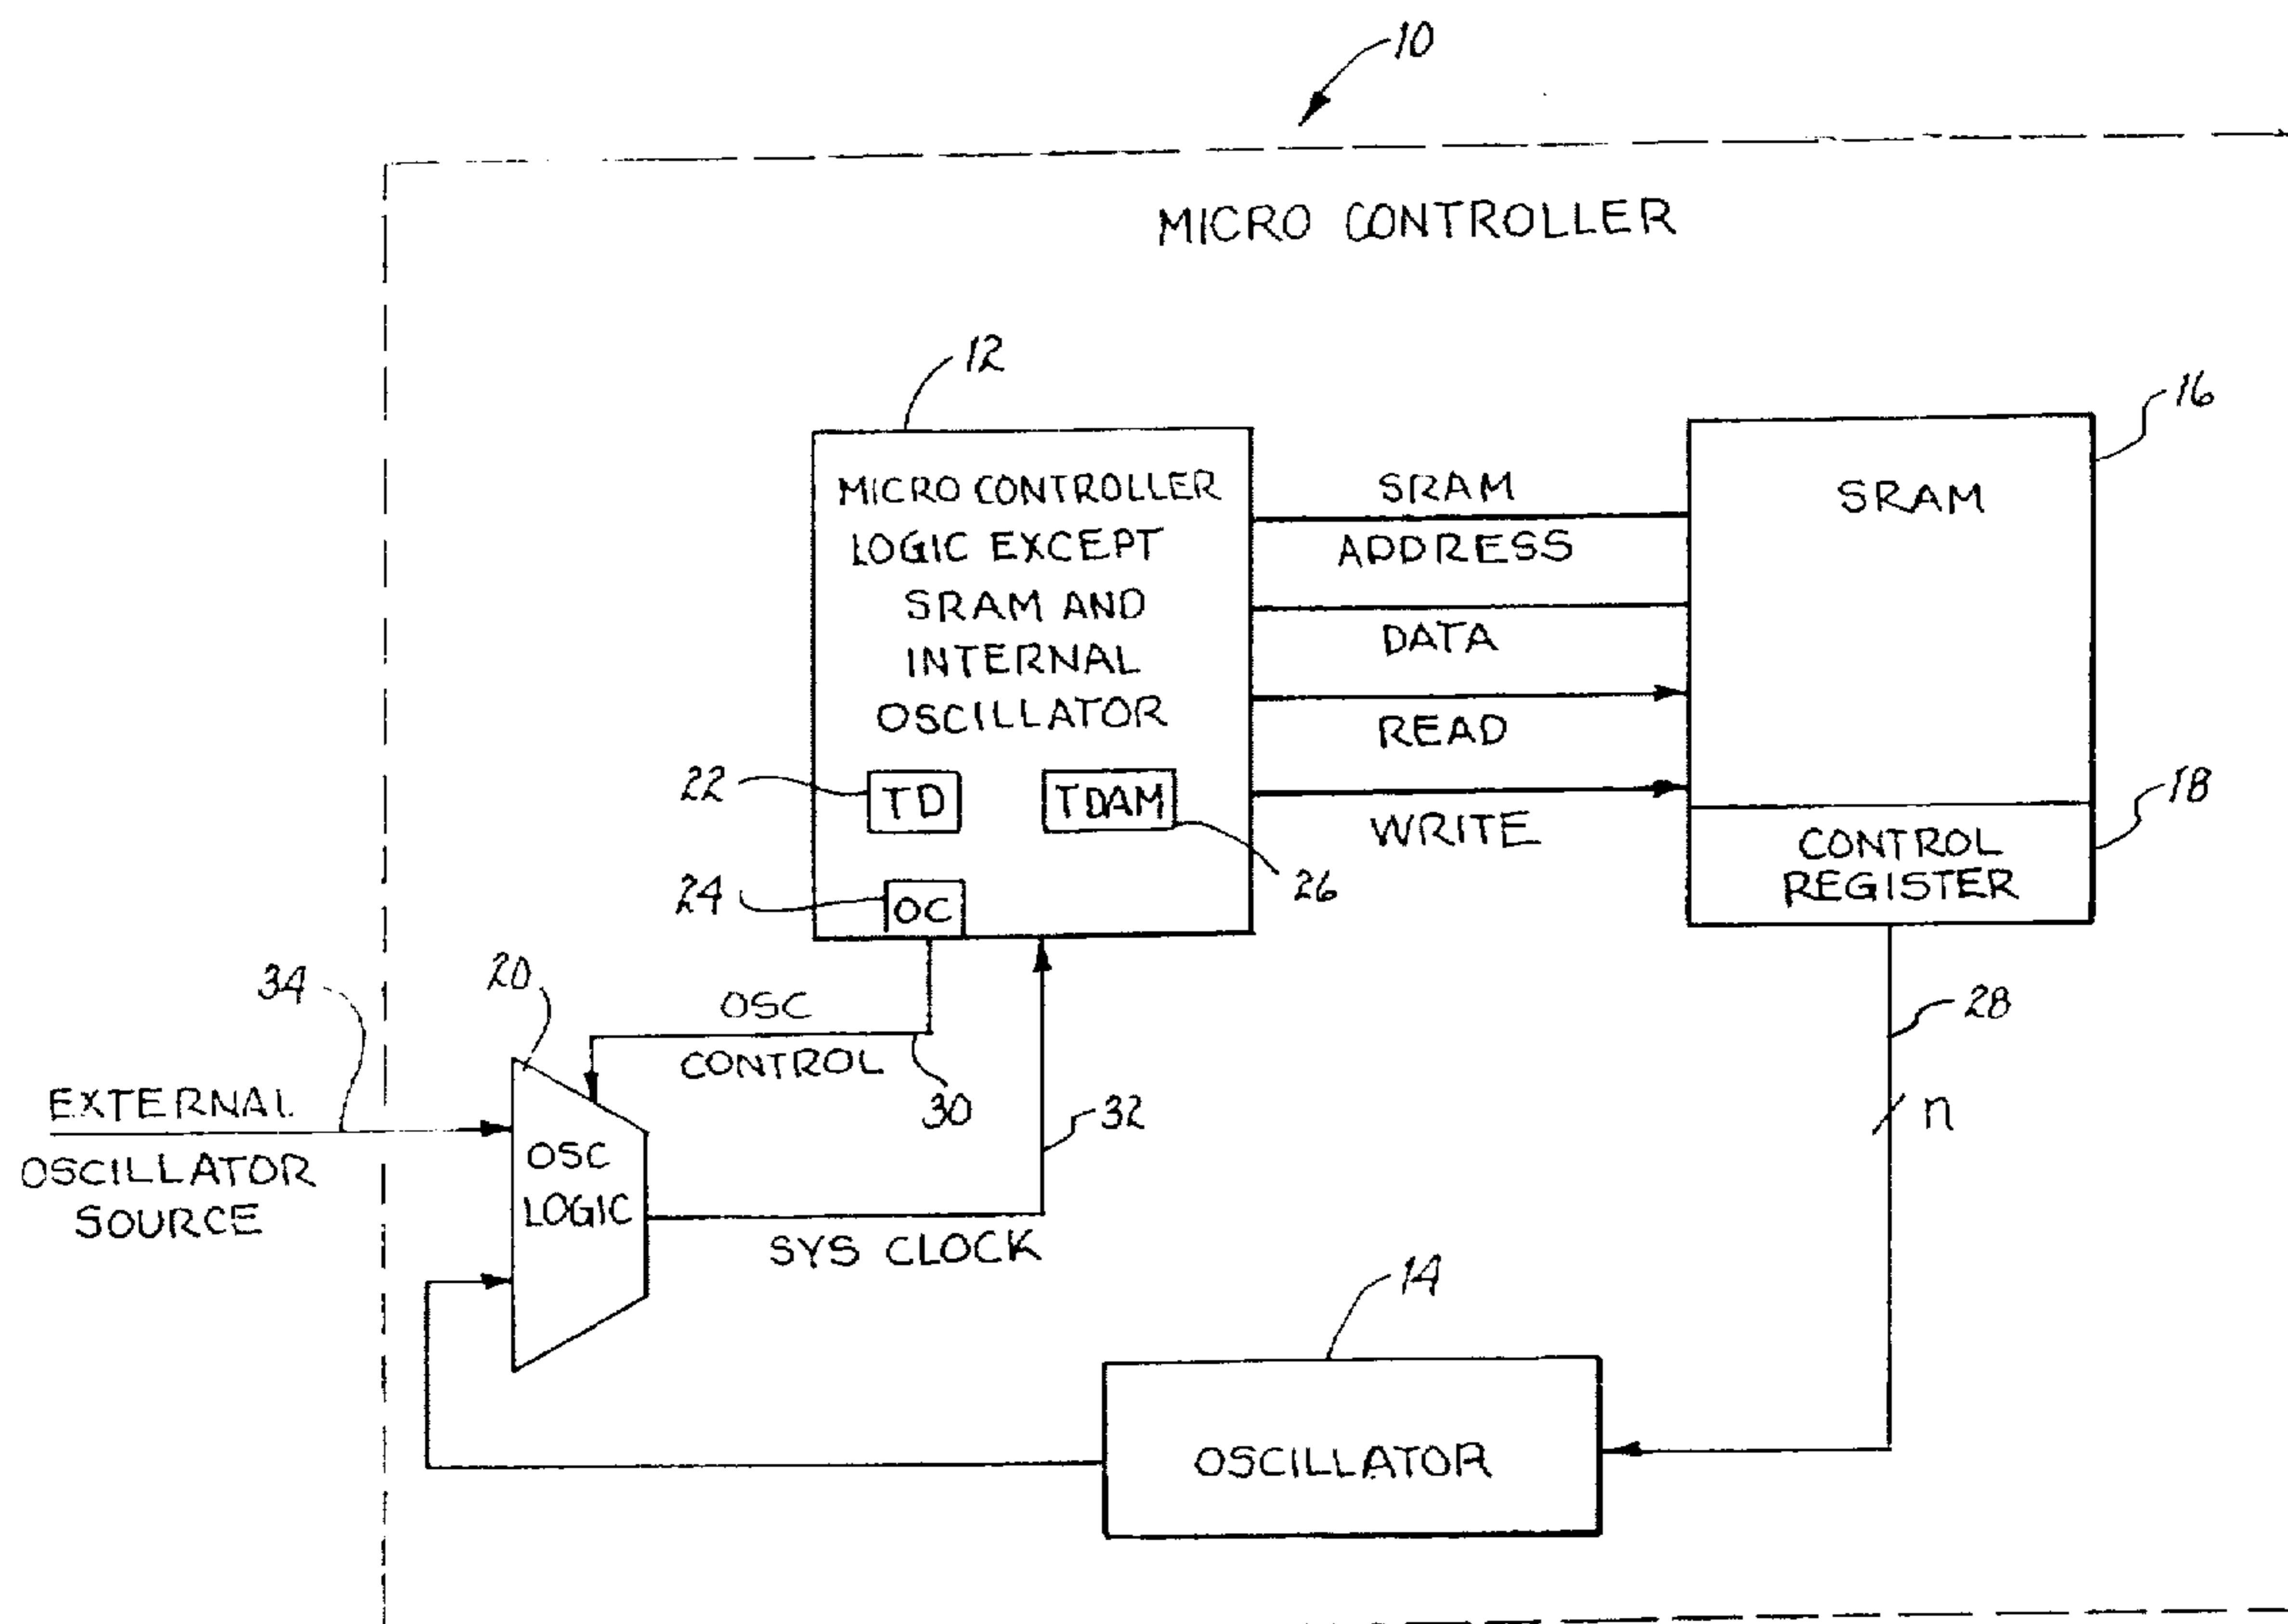 10
MICRO CONTROLLER
12
16
MICRO CONTROLLER
LOGIC EXCEPT
SRAM AND
INTERNAL
OSCILLATOR
SRAM
ADDRESS
DATA
READ
WRITE
SRAM
22
TD
TDAM
26
24
OC
18
CONTROL
REGISTER
34
20
OSC
CONTROL
30
32
28
n
EXTERNAL
OSCILLATOR
SOURCE
OSC
LOGIC
SYS CLOCK
14
OSCILLATOR